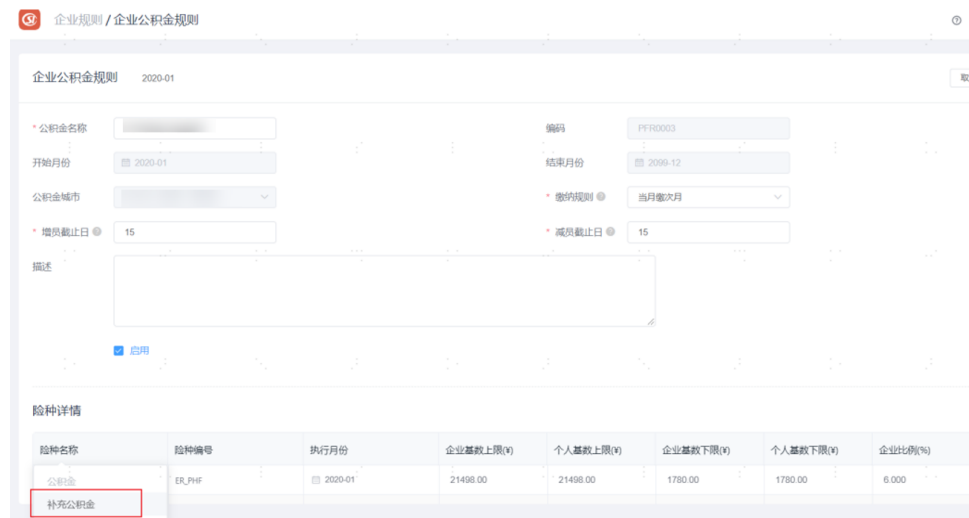 企业规则 / 企业公积金规则
企业公积金规则 2020-01 取
* 公积金名称 编码 PFR0003
开始月份 2020-01 结束月份 2099-12
公积金城市 * 缴纳规则 当月缴次月
* 增员截止日 15 * 减员截止日 15
描述
启用
险种详情
险种名称 险种编号 执行月份 企业基数上限(¥) 个人基数上限(¥) 企业基数下限(¥) 个人基数下限(¥) 企业比例(%)
公积金 ER_PHF 2020-01 21498.00 21498.00 1780.00 1780.00 6.000
补充公积金